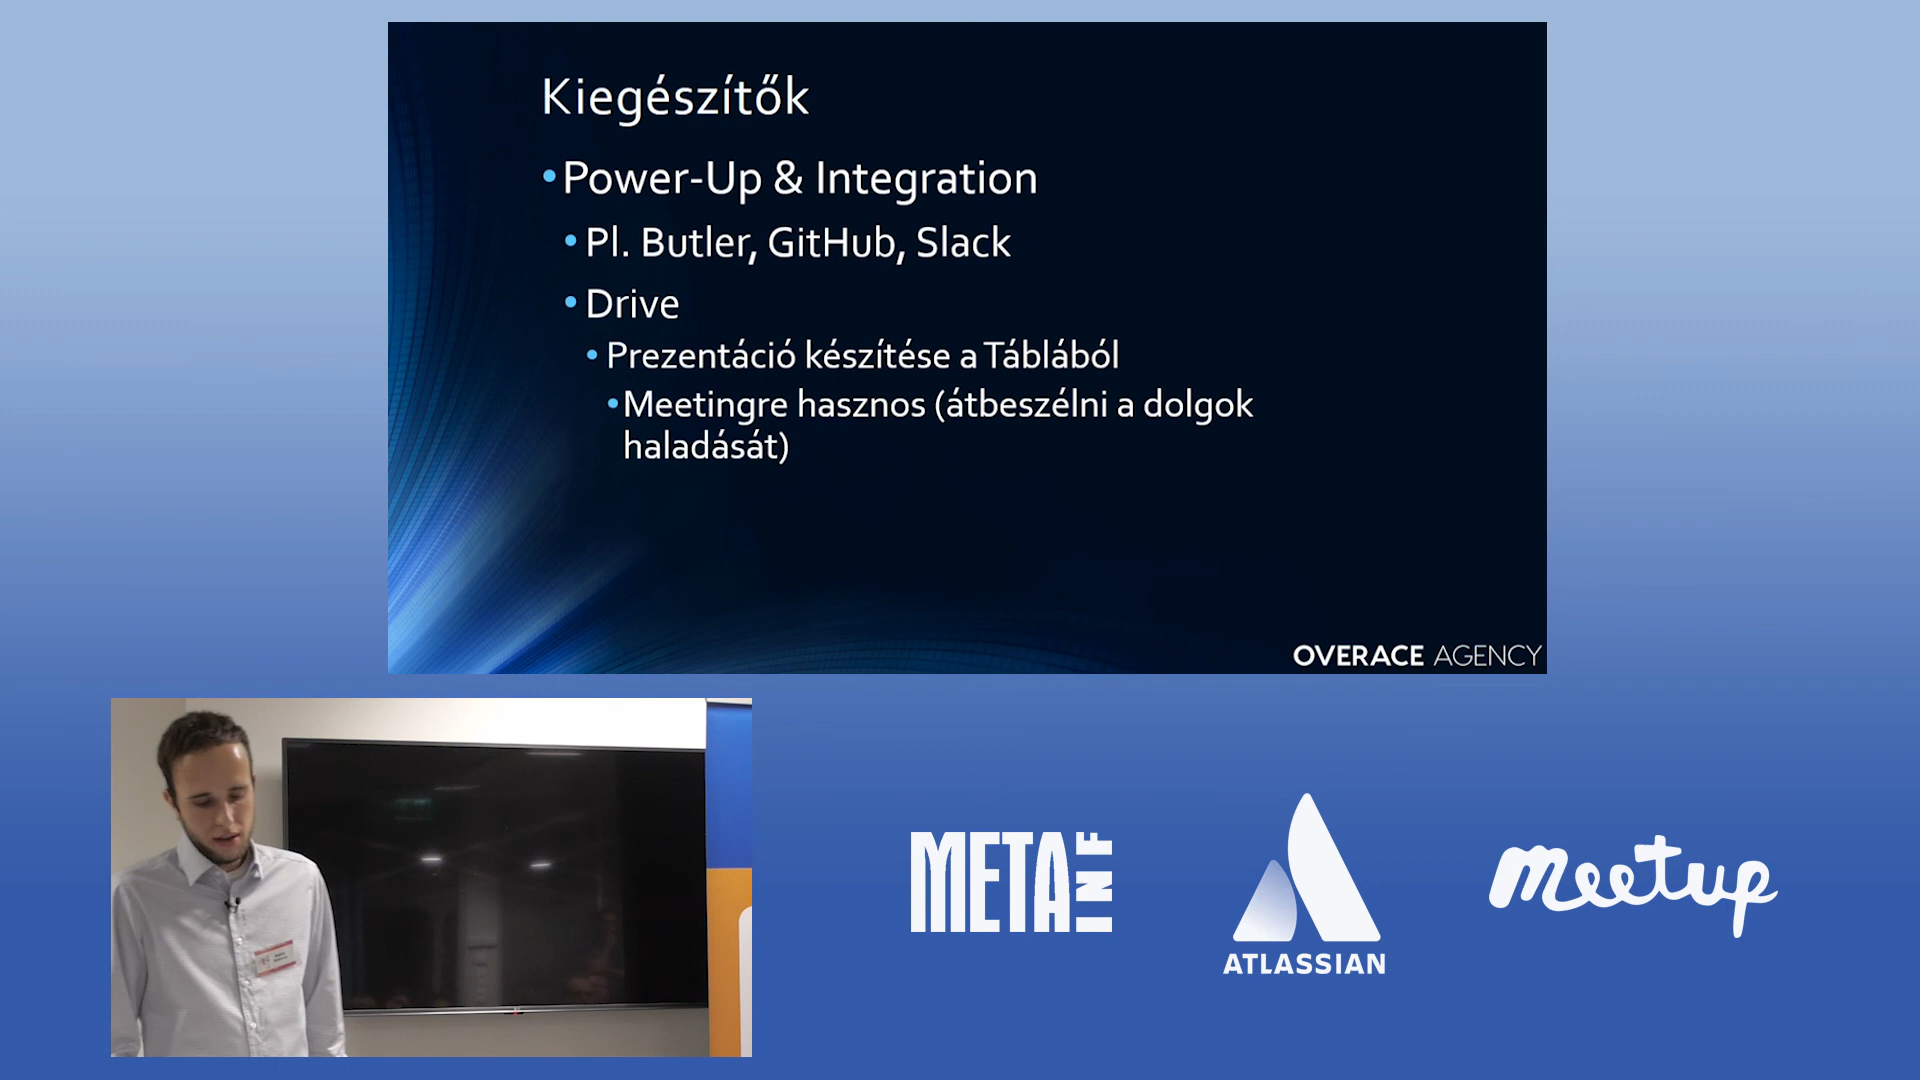 Kiegészítők
•Power-Up & Integration
•Pl. Butler, GitHub, Slack
•Drive
•Prezentáció készítése a Táblából
•Meetingre hasznos (átbeszélni a dolgok
haladását)
OVERACE AGENCY
META
INF
ATLASSIAN
meetup